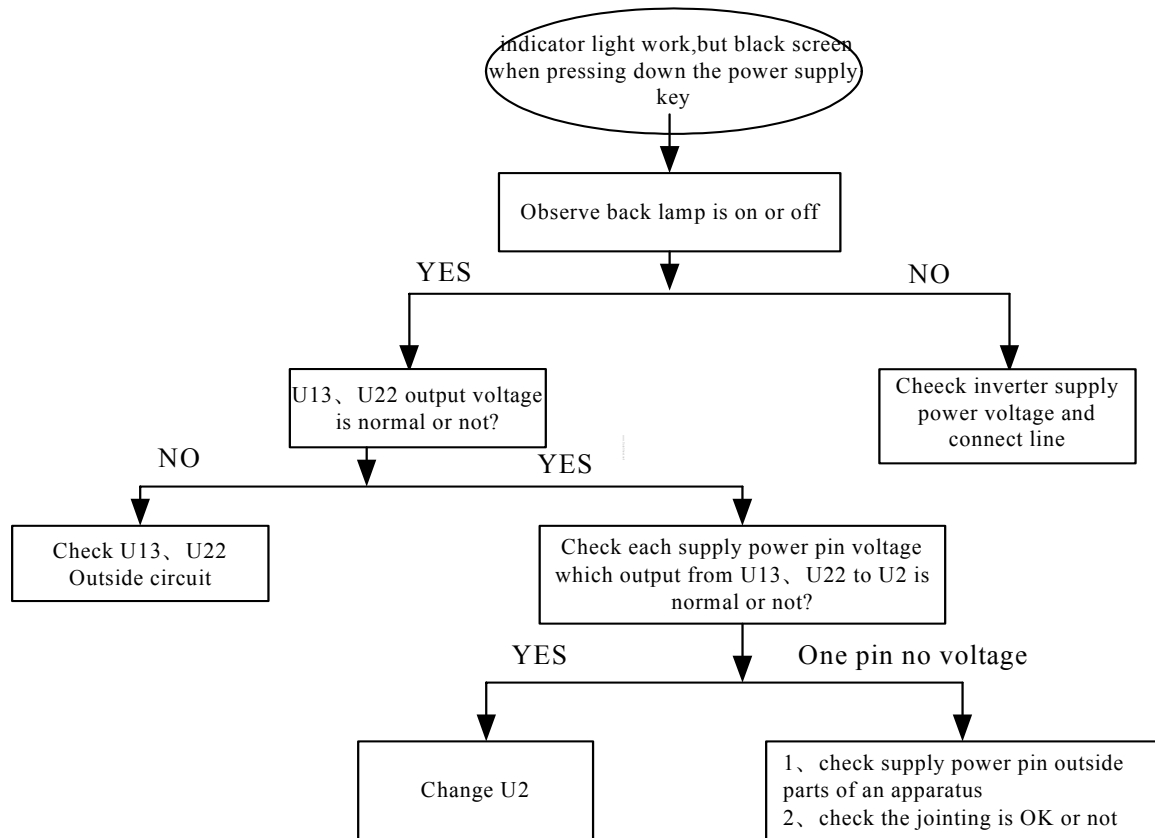 indicator light work,but black screen
when pressing down the power supply
key
Observe back lamp is on or off
YES
NO
U13、U22 output voltage
is normal or not?
Cheeck inverter supply
power voltage and
connect line
NO
YES
Check U13、U22
Outside circuit
Check each supply power pin voltage
which output from U13、U22 to U2 is
normal or not?
YES
One pin no voltage
Change U2
1、check supply power pin outside
parts of an apparatus
2、check the jointing is OK or not